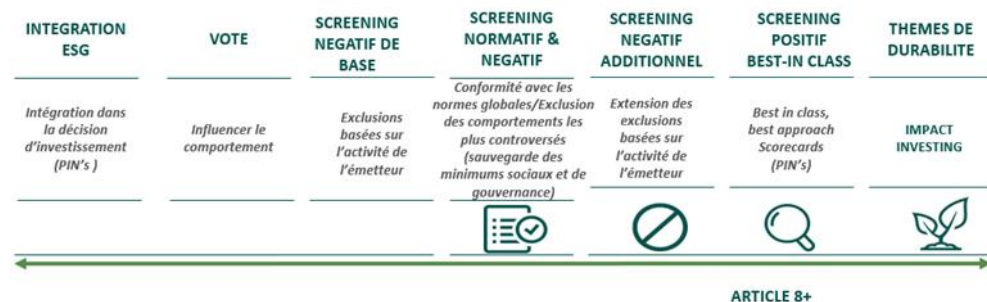 INTEGRATION
ESG
VOTE
SCREENING
NEGATIF DE
BASE
SCREENING
NORMATIF &
NEGATIF
SCREENING
NEGATIF
ADDITIONNEL
SCREENING
POSITIF
BEST-IN CLASS
THEMES DE
DURABILITE
Intégration dans
la décision
d'investissement
(PIN's )
Influencer le
comportement
Exclusions
basées sur
l'activité de
l'émetteur
Conformité avec les
normes globales/Exclusion
des comportements les
plus controversés
(sauvegarde des
minimums sociaux et de
gouvernance)
Extension des
exclusions
basées sur
l'activité de
l'émetteur
Best in class,
best approach
Scorecards
(PIN's)
IMPACT
INVESTING
ARTICLE 8+